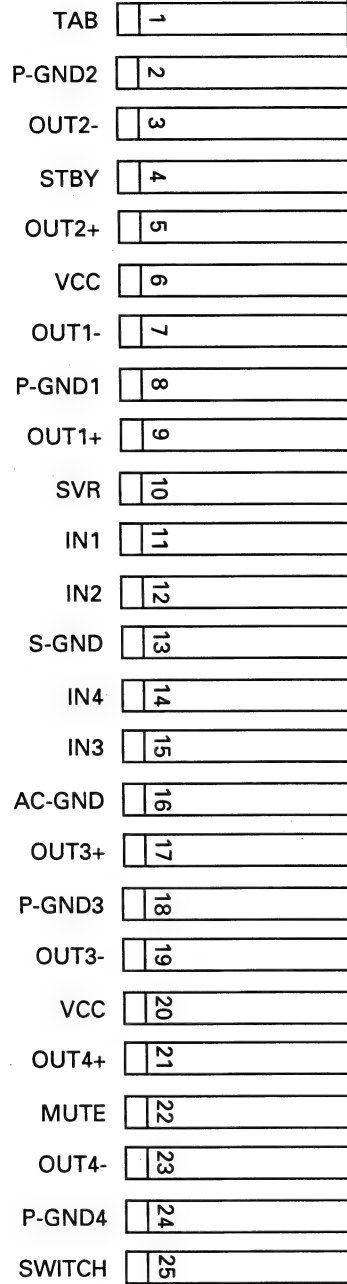 TAB 1
P-GND2 2
OUT2- 3
STBY 4
OUT2+ 5
VCC 6
OUT1- 7
P-GND1 8
OUT1+ 9
SVR 10
IN1 11
IN2 12
S-GND 13
IN4 14
IN3 15
AC-GND 16
OUT3+ 17
P-GND3 18
OUT3- 19
VCC 20
OUT4+ 21
MUTE 22
OUT4- 23
P-GND4 24
SWITCH 25